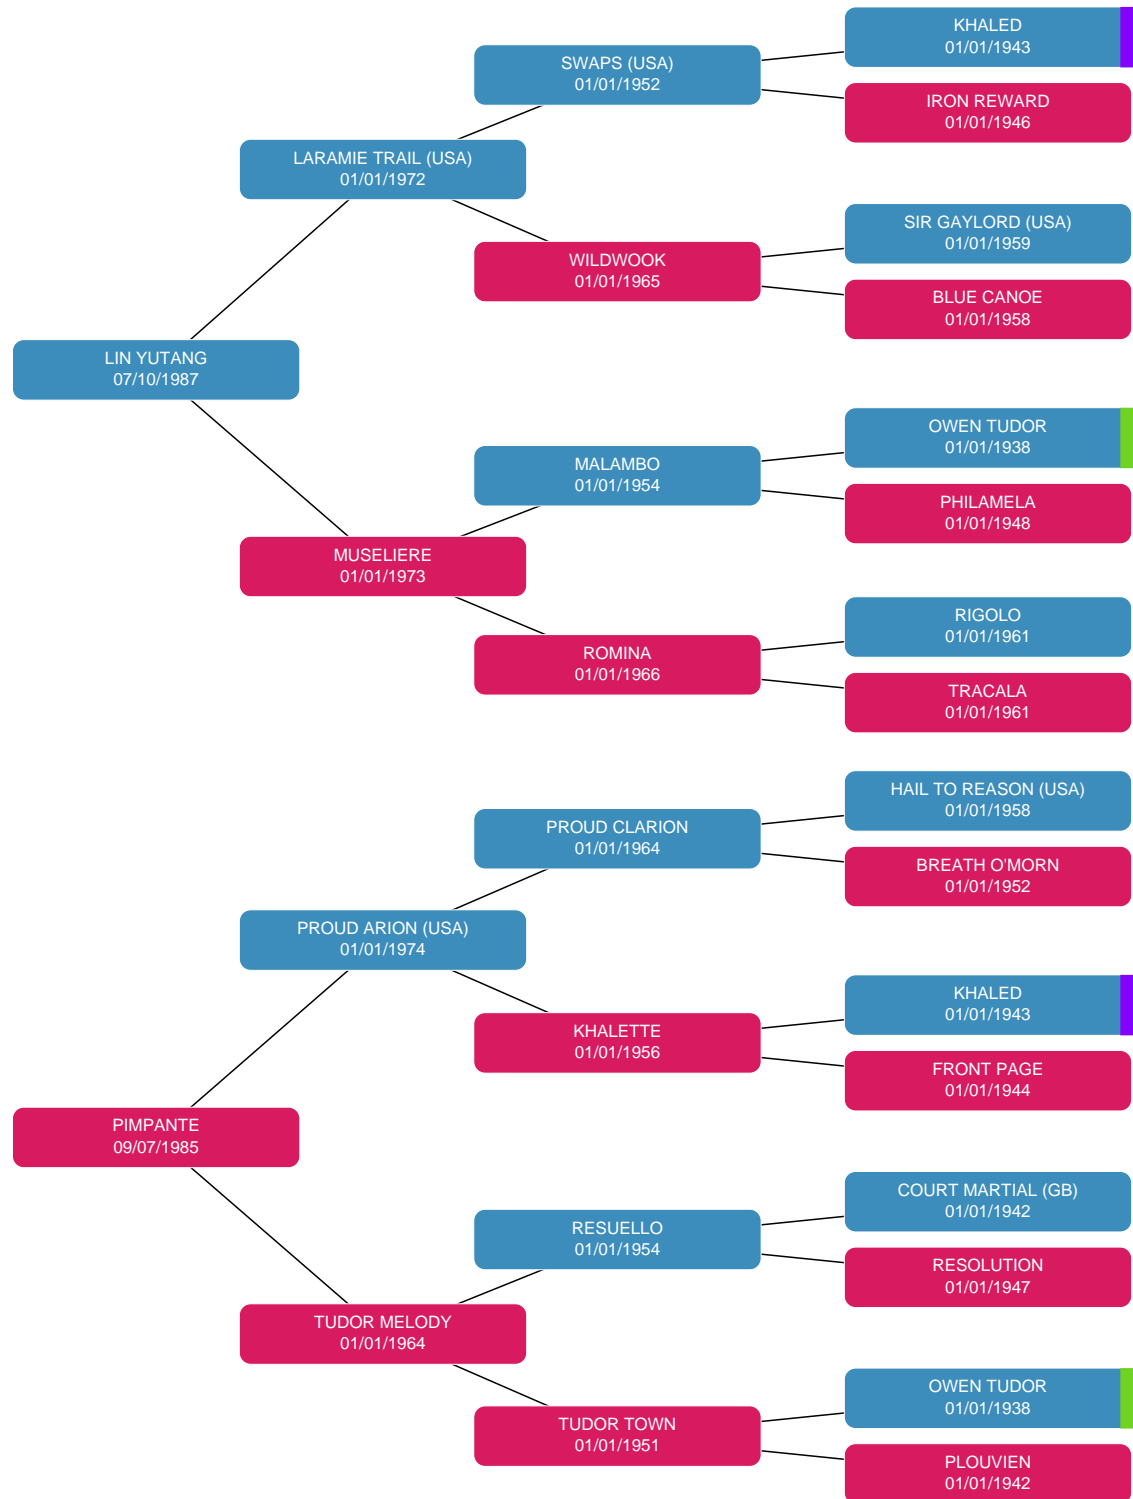 KHALED
01/01/1943
SWAPS (USA)
01/01/1952
IRON REWARD
01/01/1946
LARAMIE TRAIL (USA)
01/01/1972
SIR GAYLORD (USA)
01/01/1959
WILDWOOK
01/01/1965
BLUE CANOE
01/01/1958
LIN YUTANG
07/10/1987
OWEN TUDOR
01/01/1938
MALAMBO
01/01/1954
PHILAMELA
01/01/1948
MUSELIERE
01/01/1973
RIGOLO
01/01/1961
ROMINA
01/01/1966
TRACALA
01/01/1961
HAIL TO REASON (USA)
01/01/1958
PROUD CLARION
01/01/1964
BREATH O'MORN
01/01/1952
PROUD ARION (USA)
01/01/1974
KHALED
01/01/1943
KHALETTE
01/01/1956
FRONT PAGE
01/01/1944
PIMPANTE
09/07/1985
COURT MARTIAL (GB)
01/01/1942
RESUELLO
01/01/1954
RESOLUTION
01/01/1947
TUDOR MELODY
01/01/1964
OWEN TUDOR
01/01/1938
TUDOR TOWN
01/01/1951
PLOUVIEN
01/01/1942